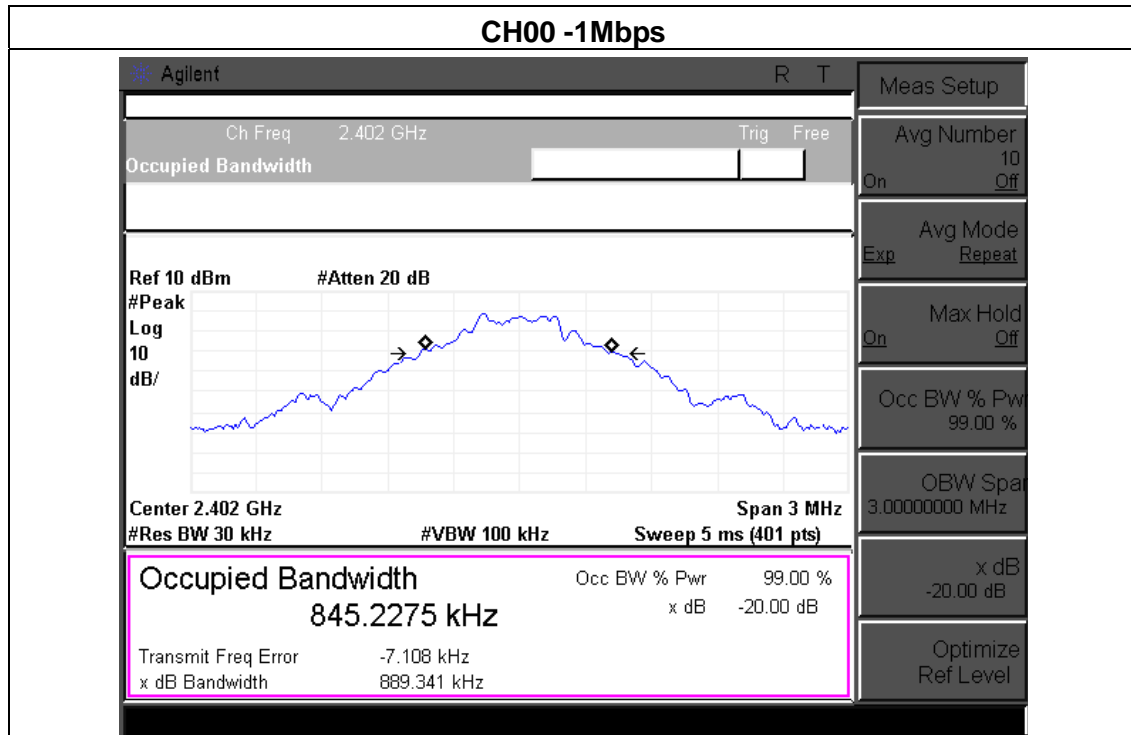 CH00 -1Mbps
Agilent R T
Meas Setup
Ch Freq 2.402 GHz Trig Free
Occupied Bandwidth
Avg Number
10
On Off
Avg Mode
Exp Repeat
Ref 10 dBm #Atten 20 dB
#Peak
Log
10
dB/
Max Hold
On Off
Occ BW % Pw
99.00 %
OBW Spa
3.00000000 MHz
Center 2.402 GHz Span 3 MHz
#Res BW 30 kHz #VBW 100 kHz Sweep 5 ms (401 pts)
Occupied Bandwidth
845.2275 kHz
Occ BW % Pwr 99.00 %
x dB -20.00 dB
Transmit Freq Error -7.108 kHz
x dB Bandwidth 889.341 kHz
x dB
-20.00 dB
Optimize
Ref Level